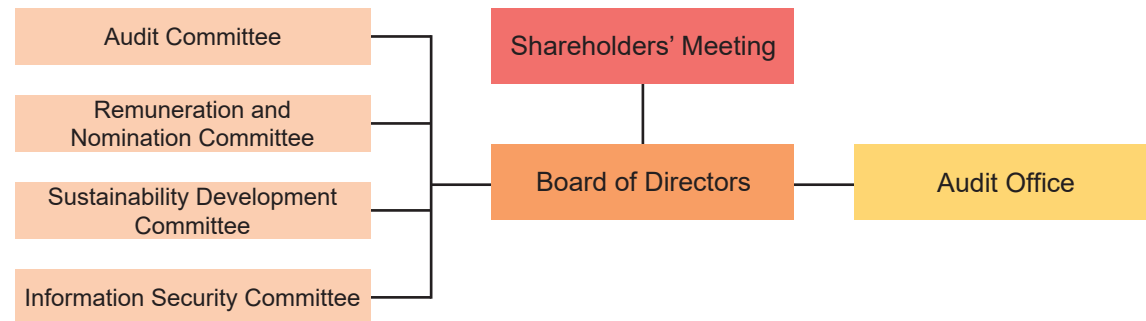 Audit Committee
Remuneration and
Nomination Committee
Sustainability Development
Committee
Information Security Committee
Shareholders’ Meeting
Board of Directors
Audit Office